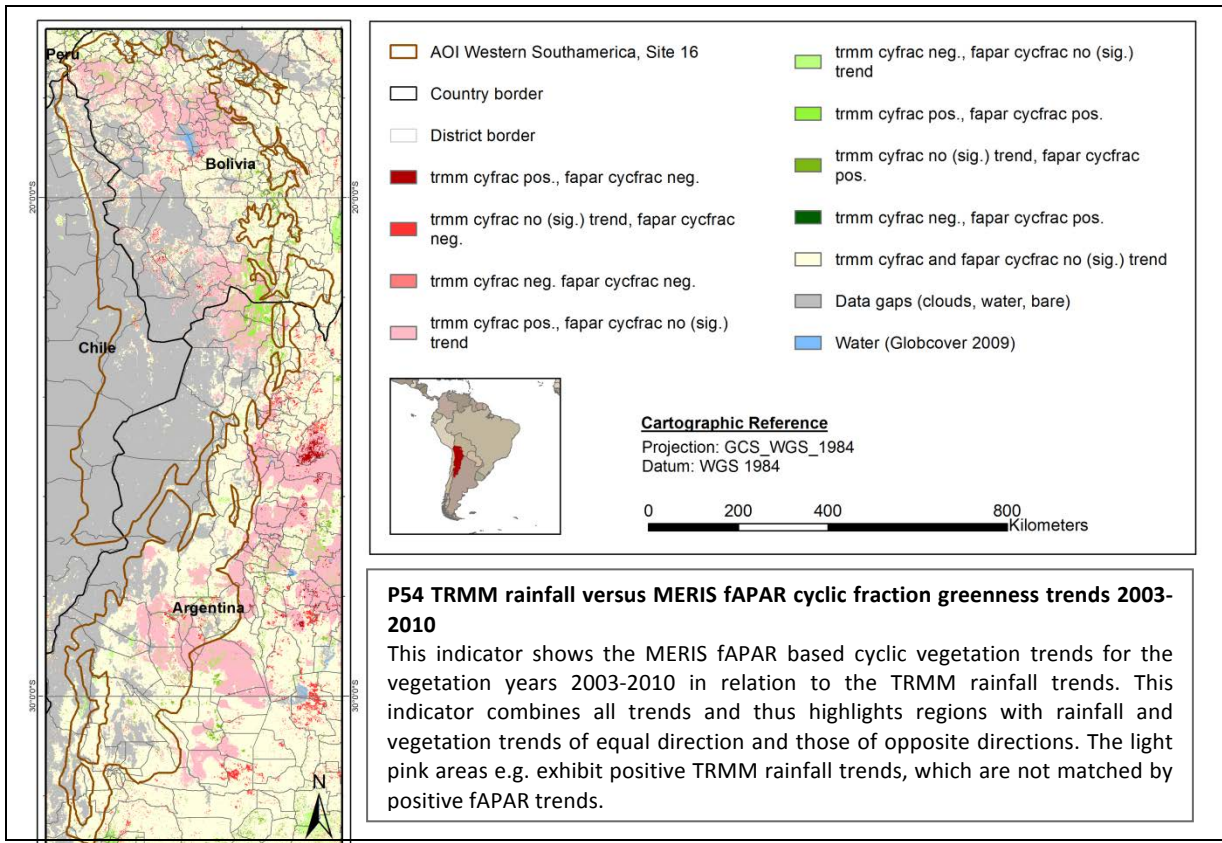 Perú
Bolivia
Chile
Argentina
20°0'0"S
20°0'0"S
30°0'0"S
30°0'0"S
N
AOI Western Southamerica, Site 16
Country border
District border
trmm cyfrac pos., fapar cycfrac neg.
trmm cyfrac no (sig.) trend, fapar cycfrac
neg.
trmm cyfrac neg. fapar cycfrac neg.
trmm cyfrac pos., fapar cycfrac no (sig.)
trend
trmm cyfrac neg., fapar cycfrac no (sig.)
trend
trmm cyfrac pos., fapar cycfrac pos.
trmm cyfrac no (sig.) trend, fapar cycfrac
pos.
trmm cyfrac neg., fapar cycfrac pos.
trmm cyfrac and fapar cycfrac no (sig.) trend
Data gaps (clouds, water, bare)
Water (Globcover 2009)
Cartographic Reference
Projection: GCS_WGS_1984
Datum: WGS 1984
0 200 400 800
Kilometers
P54 TRMM rainfall versus MERIS fAPAR cyclic fraction greenness trends 2003-
2010
This indicator shows the MERIS fAPAR based cyclic vegetation trends for the
vegetation years 2003-2010 in relation to the TRMM rainfall trends. This
indicator combines all trends and thus highlights regions with rainfall and
vegetation trends of equal direction and those of opposite directions. The light
pink areas e.g. exhibit positive TRMM rainfall trends, which are not matched by
positive fAPAR trends.